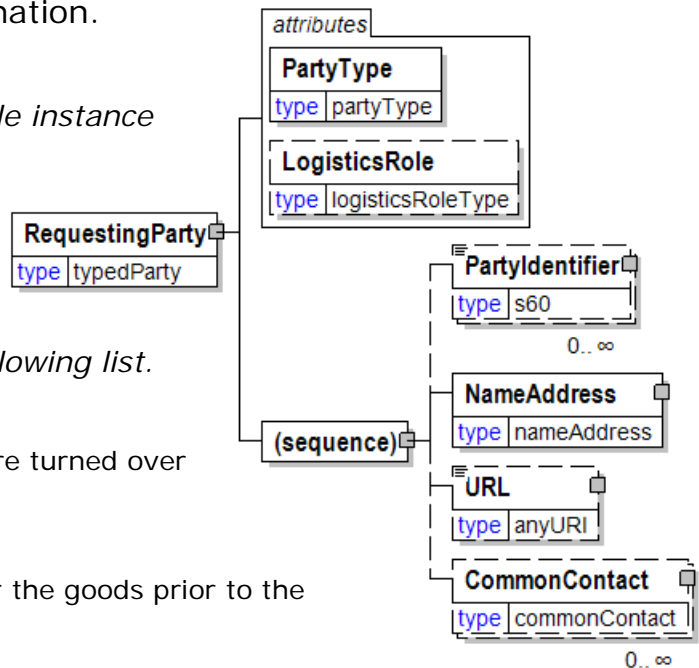 nation.
le instance
lowing list.
re turned over
r the goods prior to the
attributes
PartyType
type partyType
LogisticsRole
type logisticsRoleType
RequestingParty
type typedParty
PartyIdentifier
type s60
0.. ∞
NameAddress
type nameAddress
(sequence)
URL
type anyURI
CommonContact
type commonContact
0.. ∞